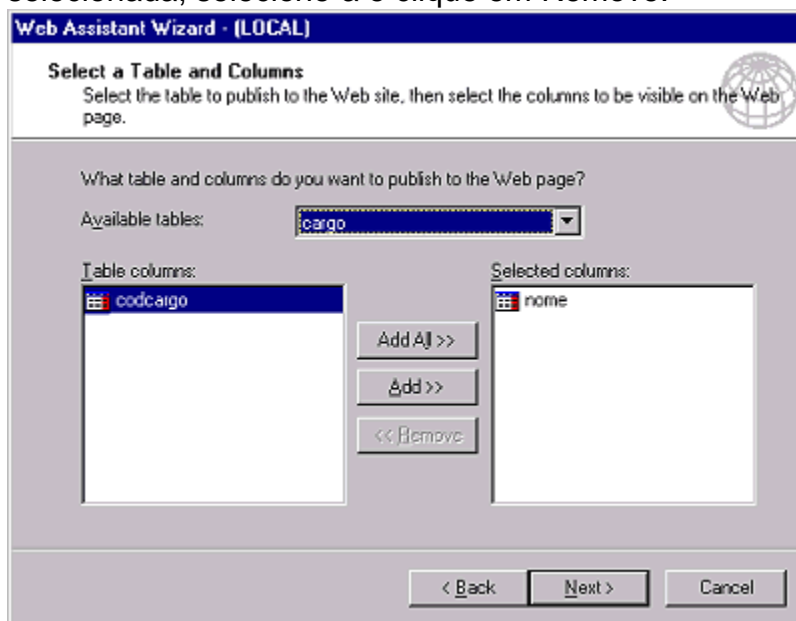 selecionada, selecione-a e clique em Remove.
Web Assistant Wizard - (LOCAL)
Select a Table and Columns
Select the table to publish to the Web site, then select the columns to be visible on the Web
page.
What table and columns do you want to publish to the Web page?
Available tables:
cargo
Table columns:
Selected columns:
codcargo
nome
Add All >>
Add >>
<< Remove
< Back
Next >
Cancel